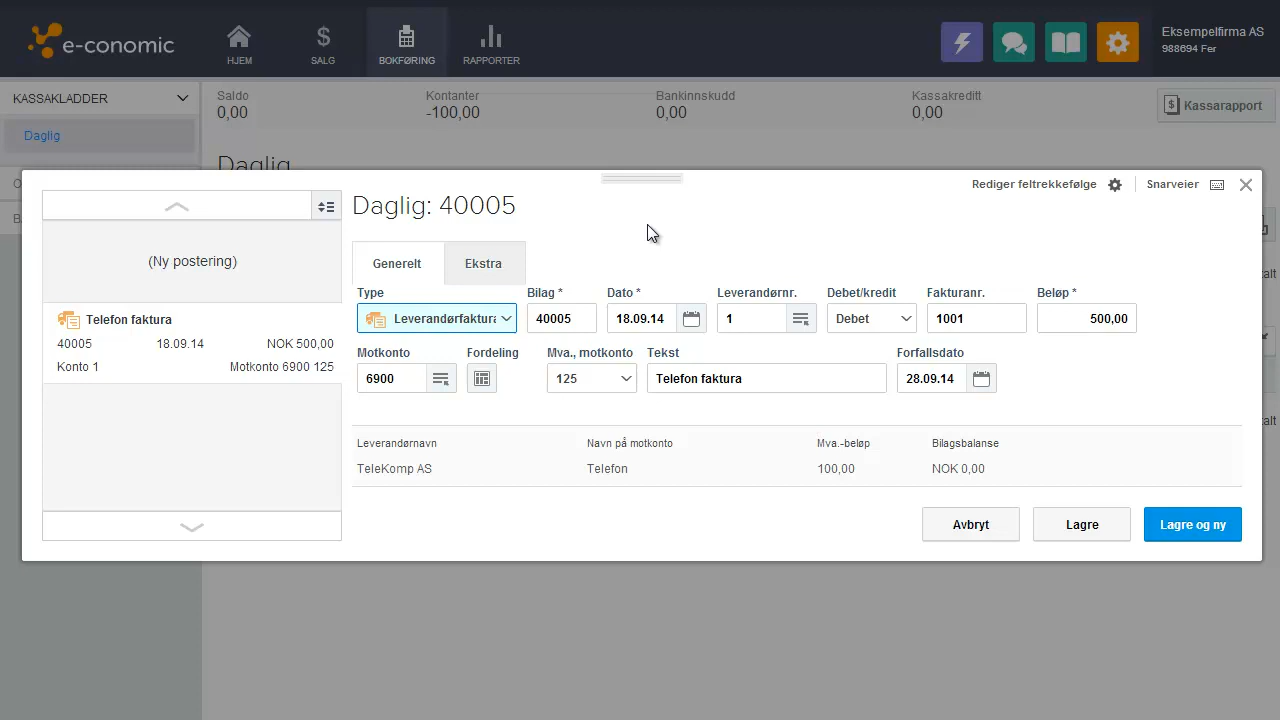 e-conomic
HJEM
SALG
BOKFØRING
RAPPORTER
Eksempelfirma AS
988694 Fer
KASSAKLADDER
Daglig
Saldo
0,00
Kontanter
-100,00
Bankinnskudd
0,00
Kassakreditt
0,00
Kassarapport
Daglig
Rediger feltrekkefølge
Snarveier
(Ny postering)
Telefon faktura
40005 18.09.14 NOK 500,00
Konto 1 Motkonto 6900 125
Daglig: 40005
Generelt
Ekstra
Type
Bilag *
Dato *
Leverandørnr.
Debet/kredit
Fakturanr.
Beløp *
Leverandørfaktura
40005
18.09.14
1
Debet
1001
500,00
Motkonto
Fordeling
Mva., motkonto
Tekst
Forfallsdato
6900
125
Telefon faktura
28.09.14
Leverandørnavn
Navn på motkonto
Mva.-beløp
Bilagsbalanse
TeleKomp AS
Telefon
100,00
NOK 0,00
Avbryt
Lagre
Lagre og ny